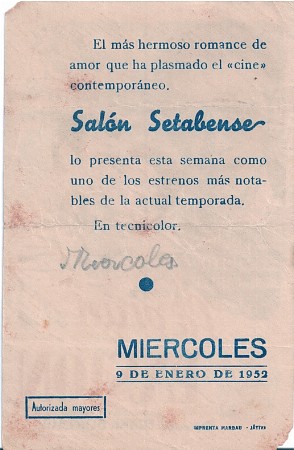 El más hermoso romance de
amor que ha plasmado el «cine»
contemporáneo.
Salón Setabense
lo presenta esta semana como
uno de los estrenos más nota-
bles de la actual temporada.
En tecnicolor.
Miercoles
MIERCOLES
9 DE ENERO DE 1952
Autorizada mayores
IMPRENTA MARBAU - JÁTIVA